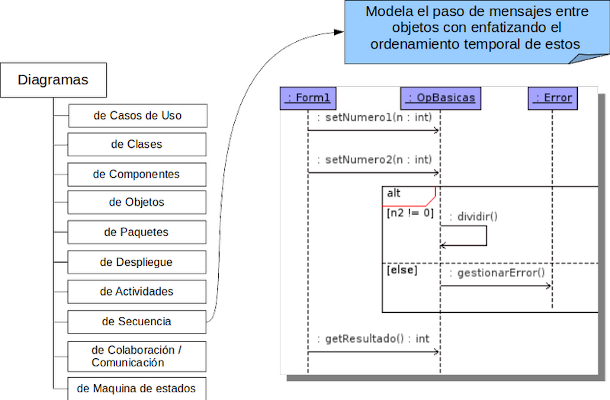 Modela el paso de mensajes entre
objetos con enfatizando el
ordenamiento temporal de estos
Diagramas
de Casos de Uso
de Clases
de Componentes
de Objetos
de Paquetes
de Despliegue
de Actividades
de Secuencia
de Colaboración /
Comunicación
de Maquina de estados
: Form1
: OpBasicas
: Error
: setNumero1(n : int)
: setNumero2(n : int)
alt
[n2 != 0]
: dividir()
[else]
: gestionarError()
: getResultado() : int